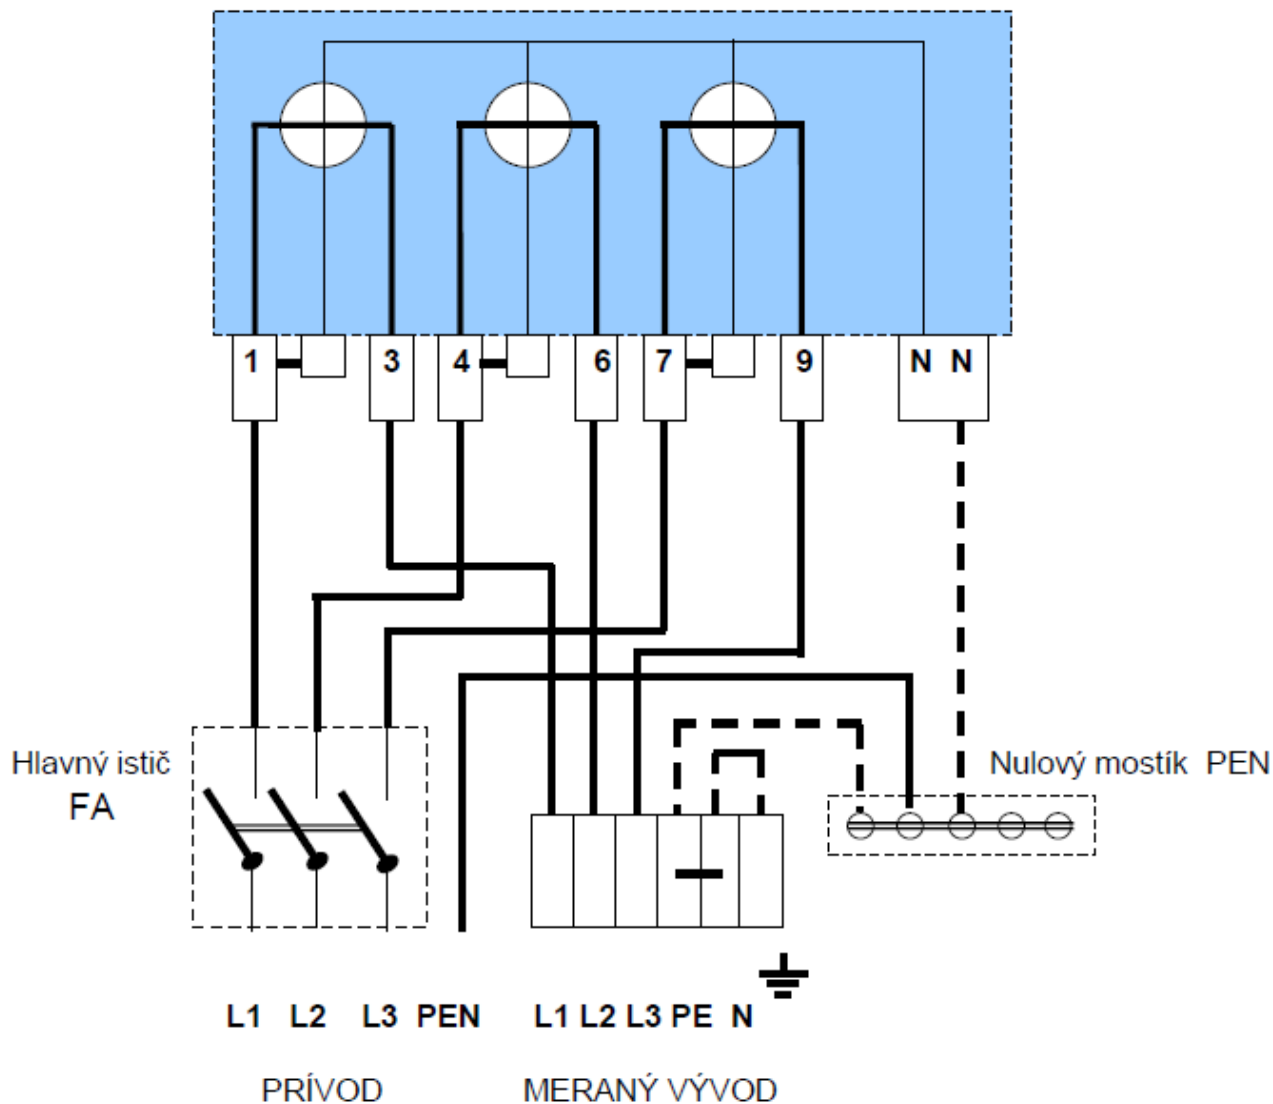 1 3 4 6 7 9 N N
Hlavný istič
FA
Nulový mostík PEN
L1 L2 L3 PEN L1 L2 L3 PE N
PRÍVOD MERANÝ VÝVOD